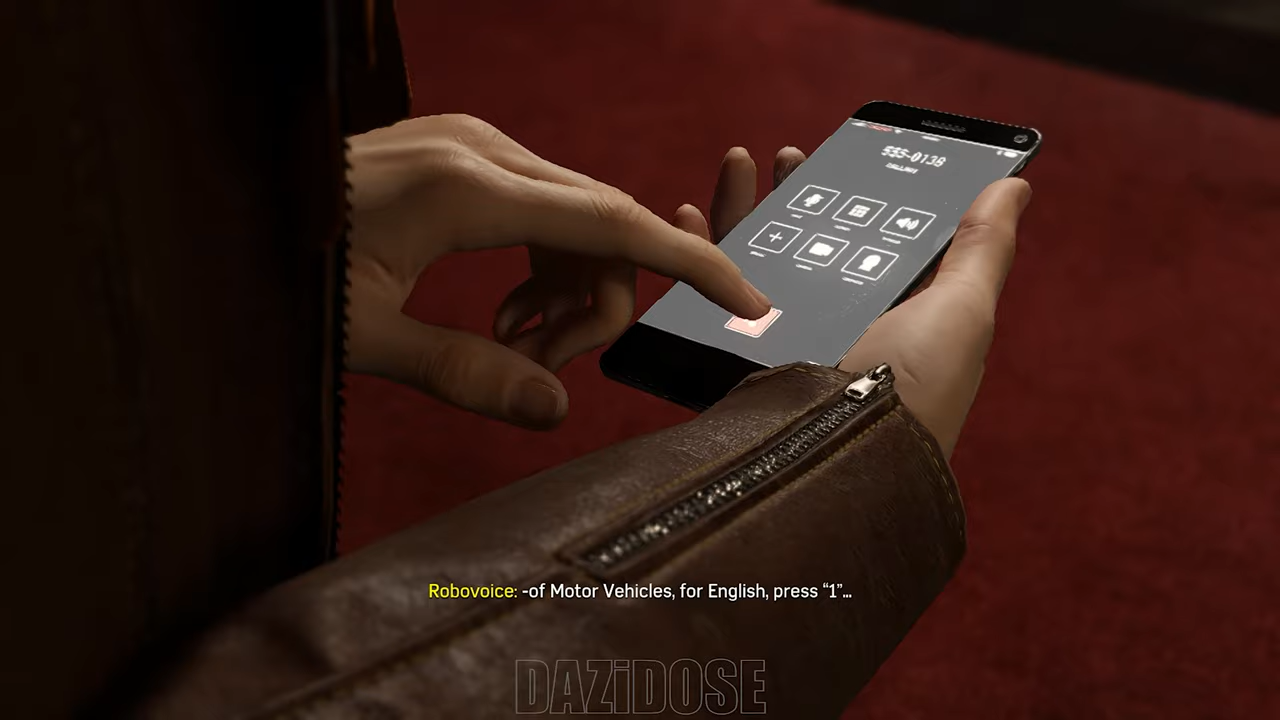 555-0138
Robovoice: -of Motor Vehicles, for English, press “1”...
DAZiDOSE